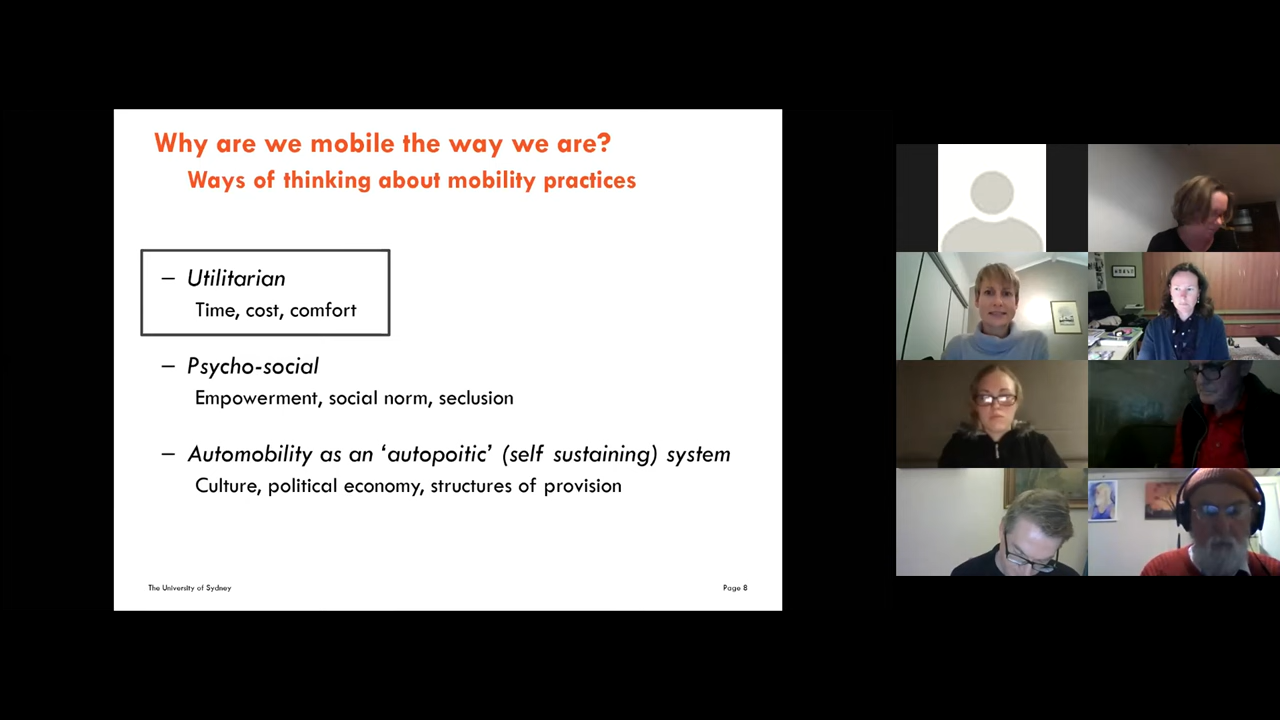 Why are we mobile the way we are?
Ways of thinking about mobility practices
– Utilitarian
Time, cost, comfort
– Psycho-social
Empowerment, social norm, seclusion
– Automobility as an ‘autopoitic’ (self sustaining) system
Culture, political economy, structures of provision
The University of Sydney
Page 8